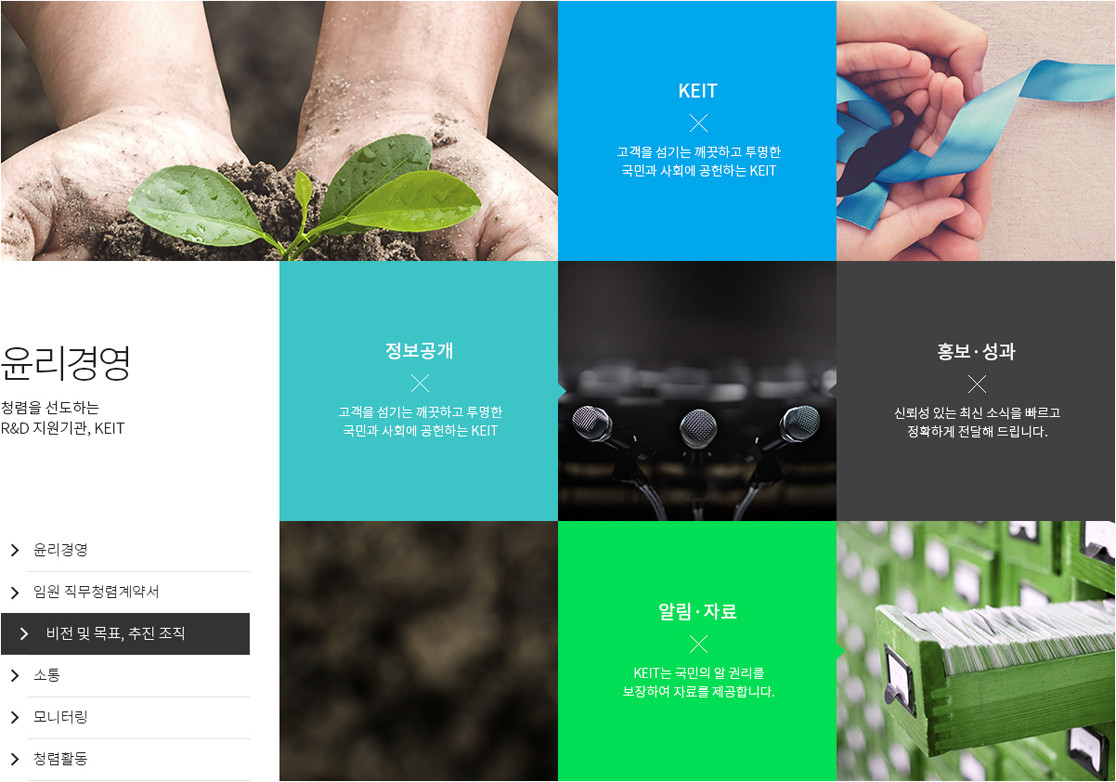 KEIT
고객을 섬기는 깨끗하고 투명한
국민과 사회에 공헌하는 KEIT
윤리경영
청렴을 선도하는
R&D 지원기관, KEIT
정보공개
고객을 섬기는 깨끗하고 투명한
국민과 사회에 공헌하는 KEIT
홍보·성과
신뢰성 있는 최신 소식을 빠르고
정확하게 전달해 드립니다.
윤리경영
임원 직무청렴계약서
비전 및 목표, 추진 조직
소통
모니터링
청렴활동
알림·자료
KEIT는 국민의 알 권리를
보장하여 자료를 제공합니다.